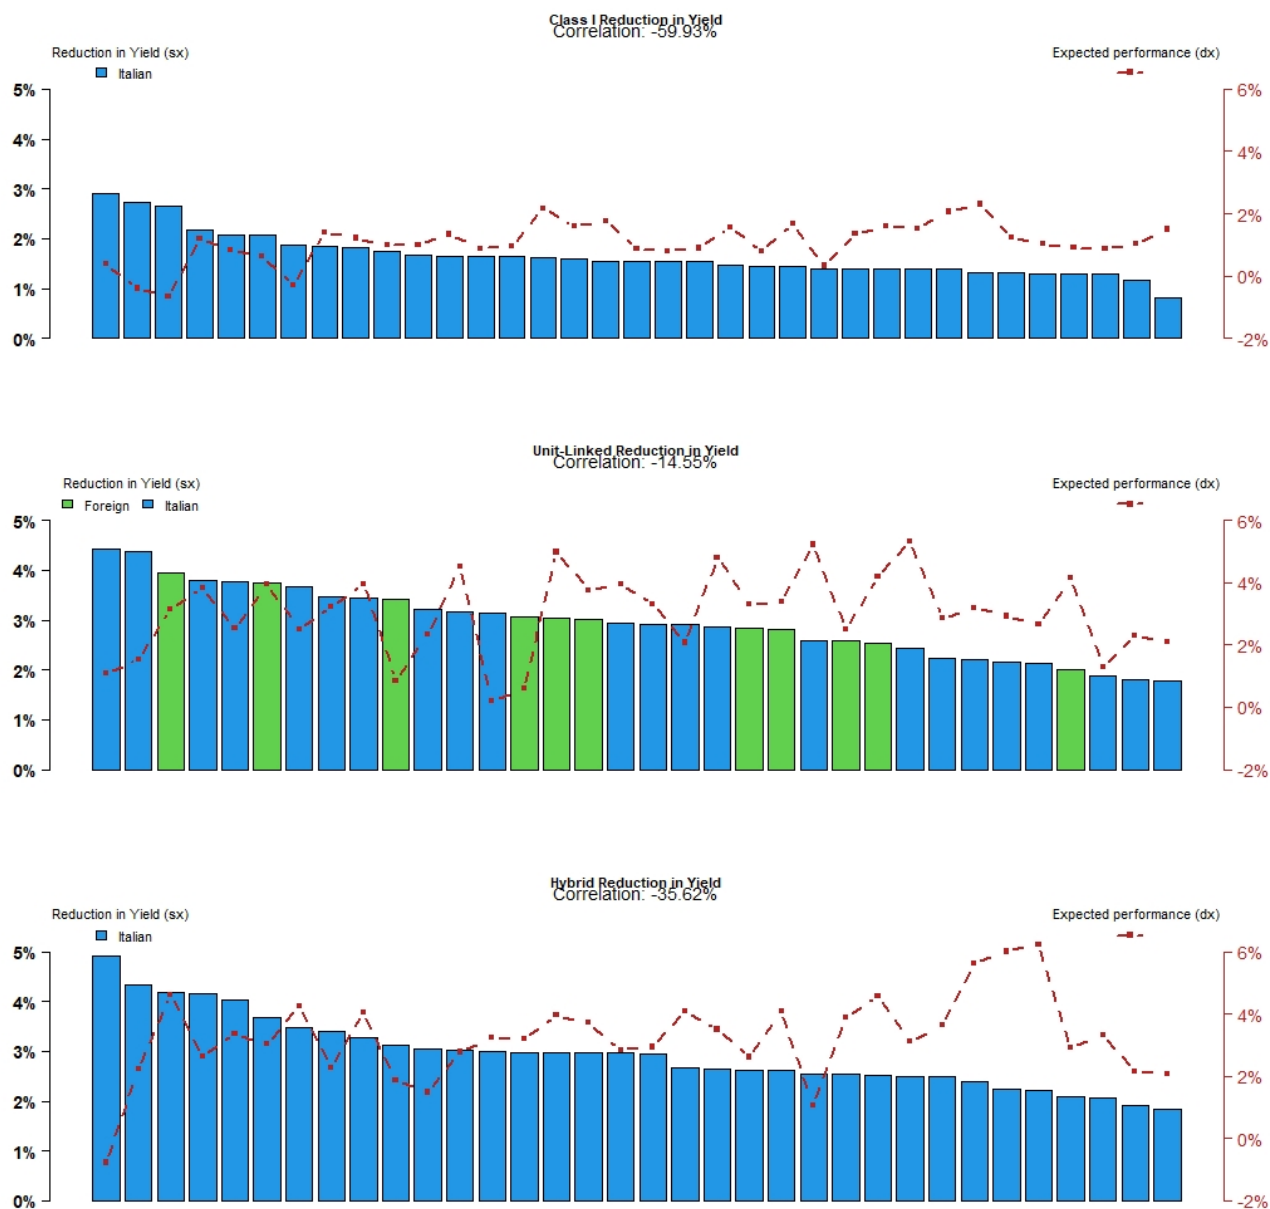 Class I Reduction in Yield
Correlation: -59.93%
Reduction in Yield (sx)
Expected performance (dx)
Italian
5%
6%
4%
4%
3%
2%
2%
0%
1%
0%
-2%
Unit-Linked Reduction in Yield
Correlation: -14.55%
Reduction in Yield (sx)
Expected performance (dx)
Foreign Italian
5%
6%
4%
4%
3%
2%
2%
0%
1%
0%
-2%
Hybrid Reduction in Yield
Correlation: -35.62%
Reduction in Yield (sx)
Expected performance (dx)
Italian
5%
6%
4%
4%
3%
2%
2%
0%
1%
0%
-2%